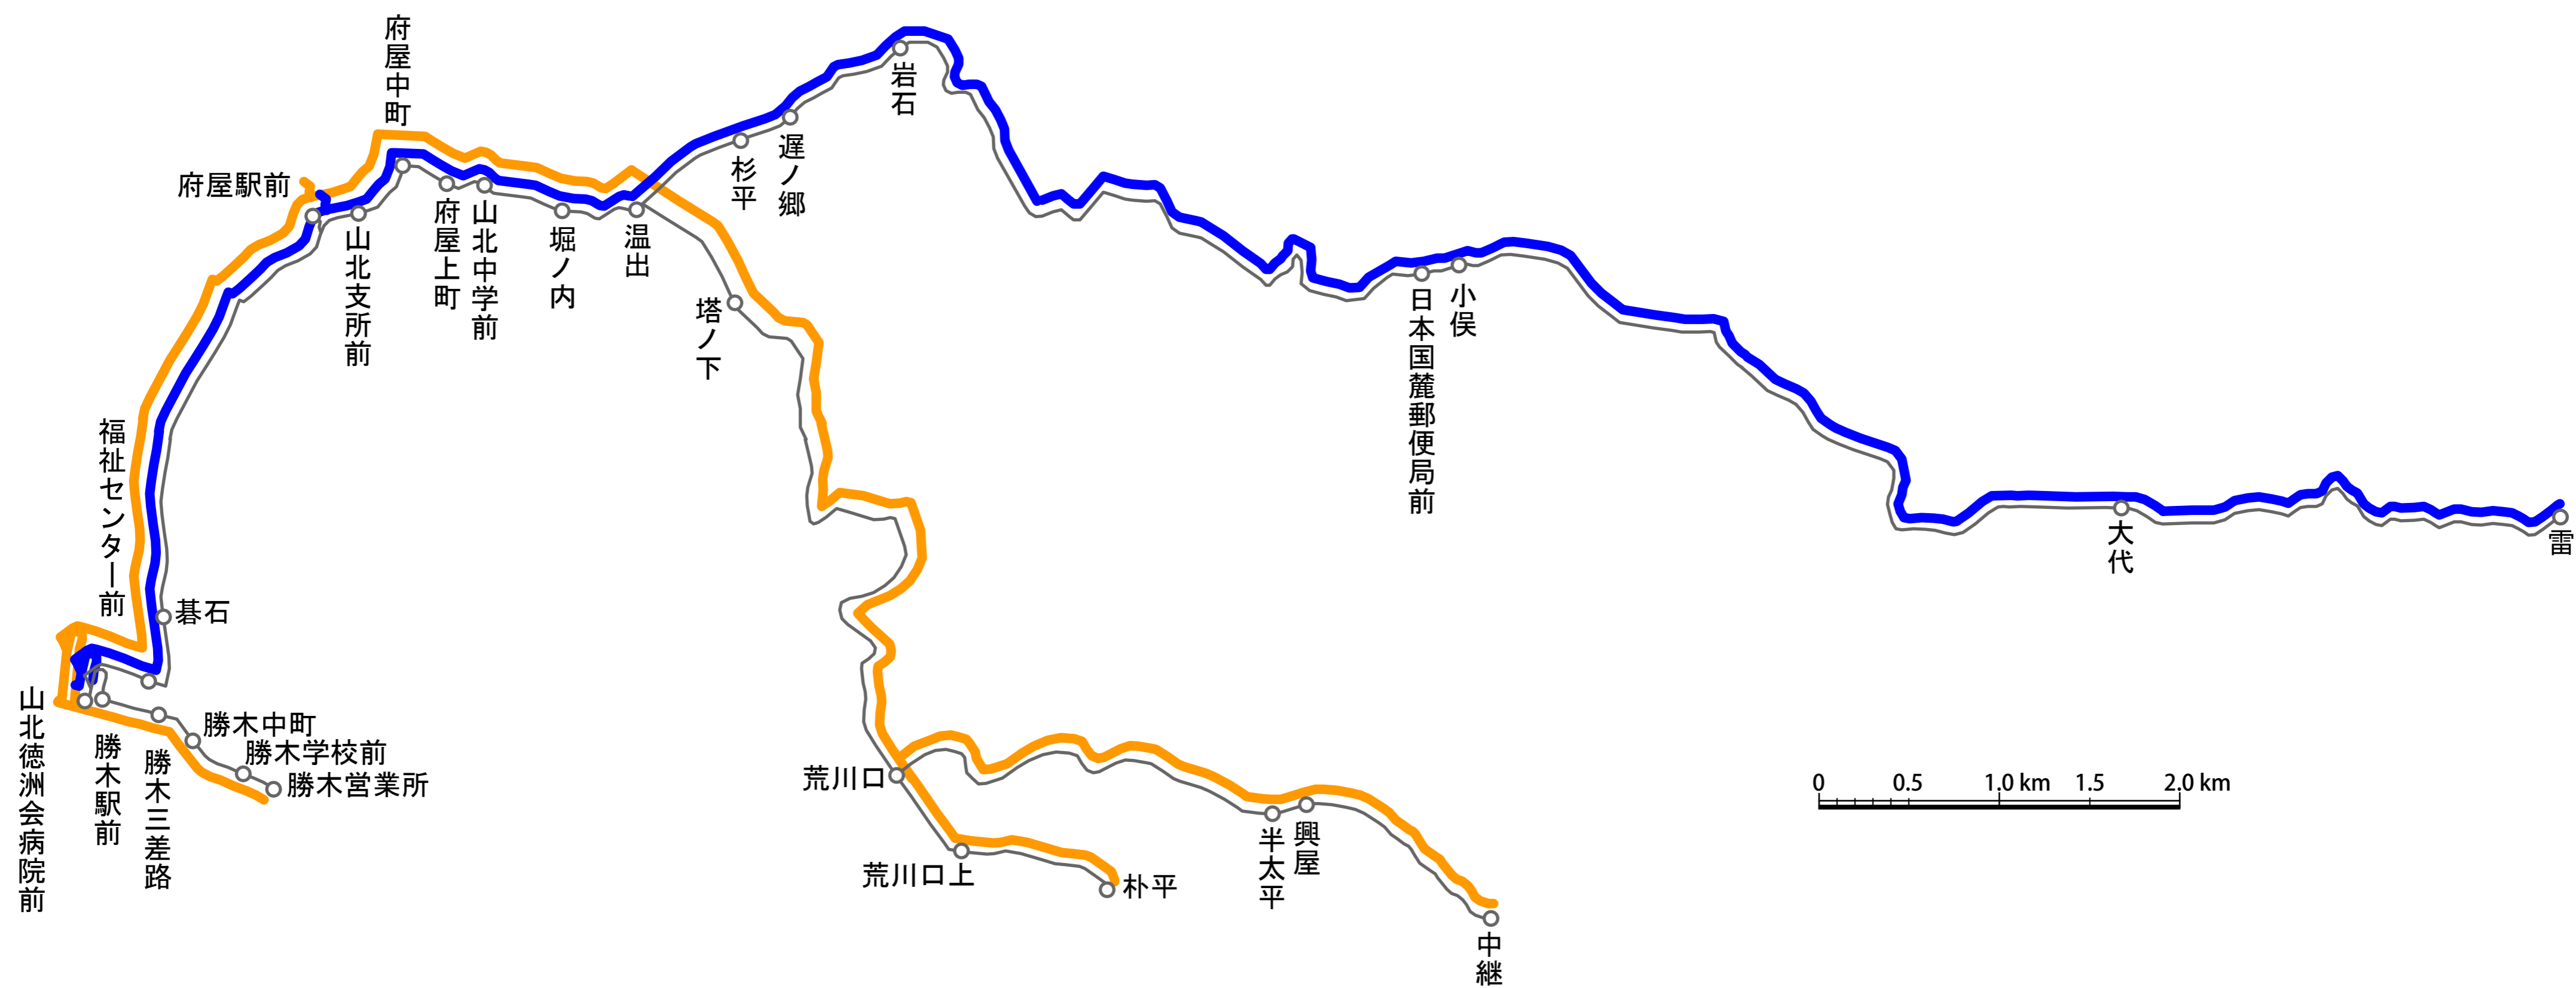 府屋中町
府屋駅前
山北支所前
府屋上町
山北中学前
堀ノ内
温出
杉平
遅ノ郷
岩石
塔ノ下
日本国麓郵便局前
小俣
大代
雷
福祉センター前
碁石
山北徳洲会病院前
勝木駅前
勝木三差路
勝木中町
勝木学校前
勝木営業所
荒川口
荒川口上
朴平
半太平
興屋
中継
0 0.5 1.0 km 1.5 2.0 km